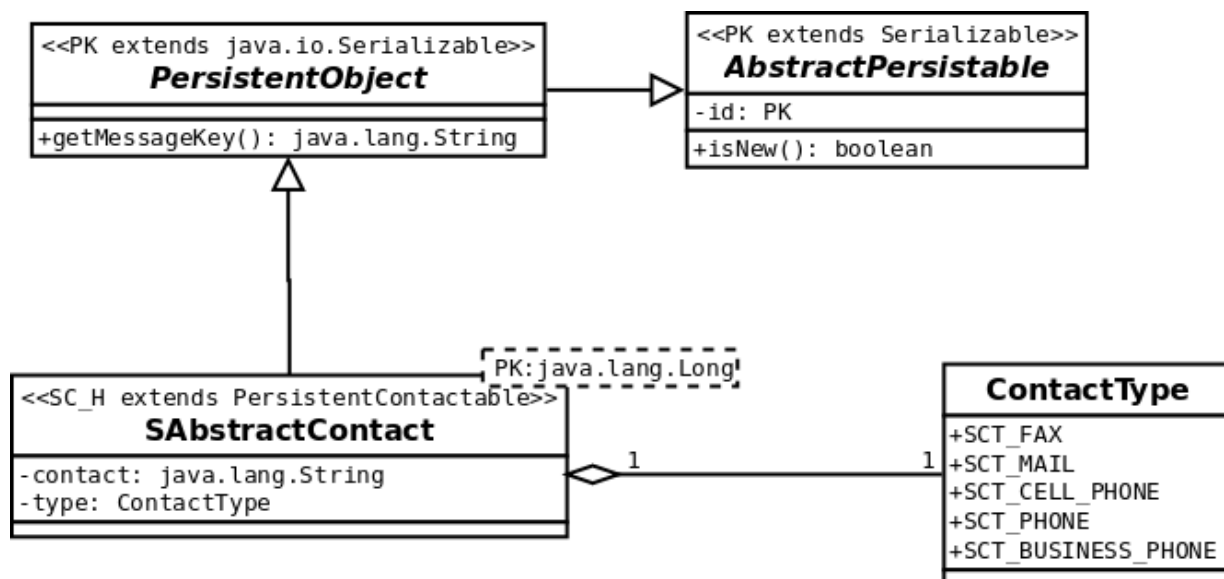 <<PK extends java.io.Serializable>>
PersistentObject
+getMessageKey(): java.lang.String
<<PK extends Serializable>>
AbstractPersistable
-id: PK
+isNew(): boolean
PK:java.lang.Long
<<SC_H extends PersistentContactable>>
SAbstractContact
-contact: java.lang.String
-type: ContactType
1
1
ContactType
+SCT_FAX
+SCT_MAIL
+SCT_CELL_PHONE
+SCT_PHONE
+SCT_BUSINESS_PHONE